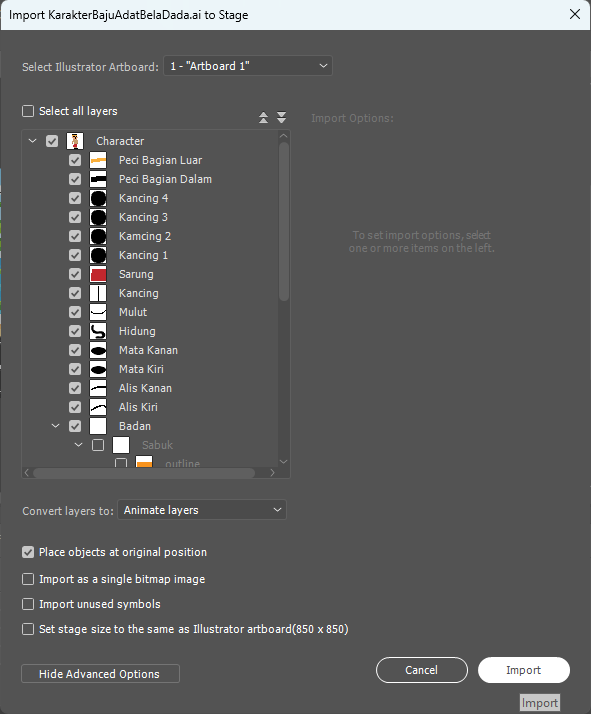 Import KarakterBajuAdatBelaDada.ai to Stage
Select Illustrator Artboard: 1 - "Artboard 1"
Select all layers
Import Options:
Character
Peci Bagian Luar
Peci Bagian Dalam
Kancing 4
Kancing 3
Kamcing 2
Kancing 1
Sarung
Kancing
Mulut
Hidung
Mata Kanan
Mata Kiri
Alis Kanan
Alis Kiri
Badan
Sabuk
outline
To set import options, select
one or more items on the left.
Convert layers to: Animate layers
Place objects at original position
Import as a single bitmap image
Import unused symbols
Set stage size to the same as Illustrator artboard(850 x 850)
Hide Advanced Options
Cancel
Import
Import